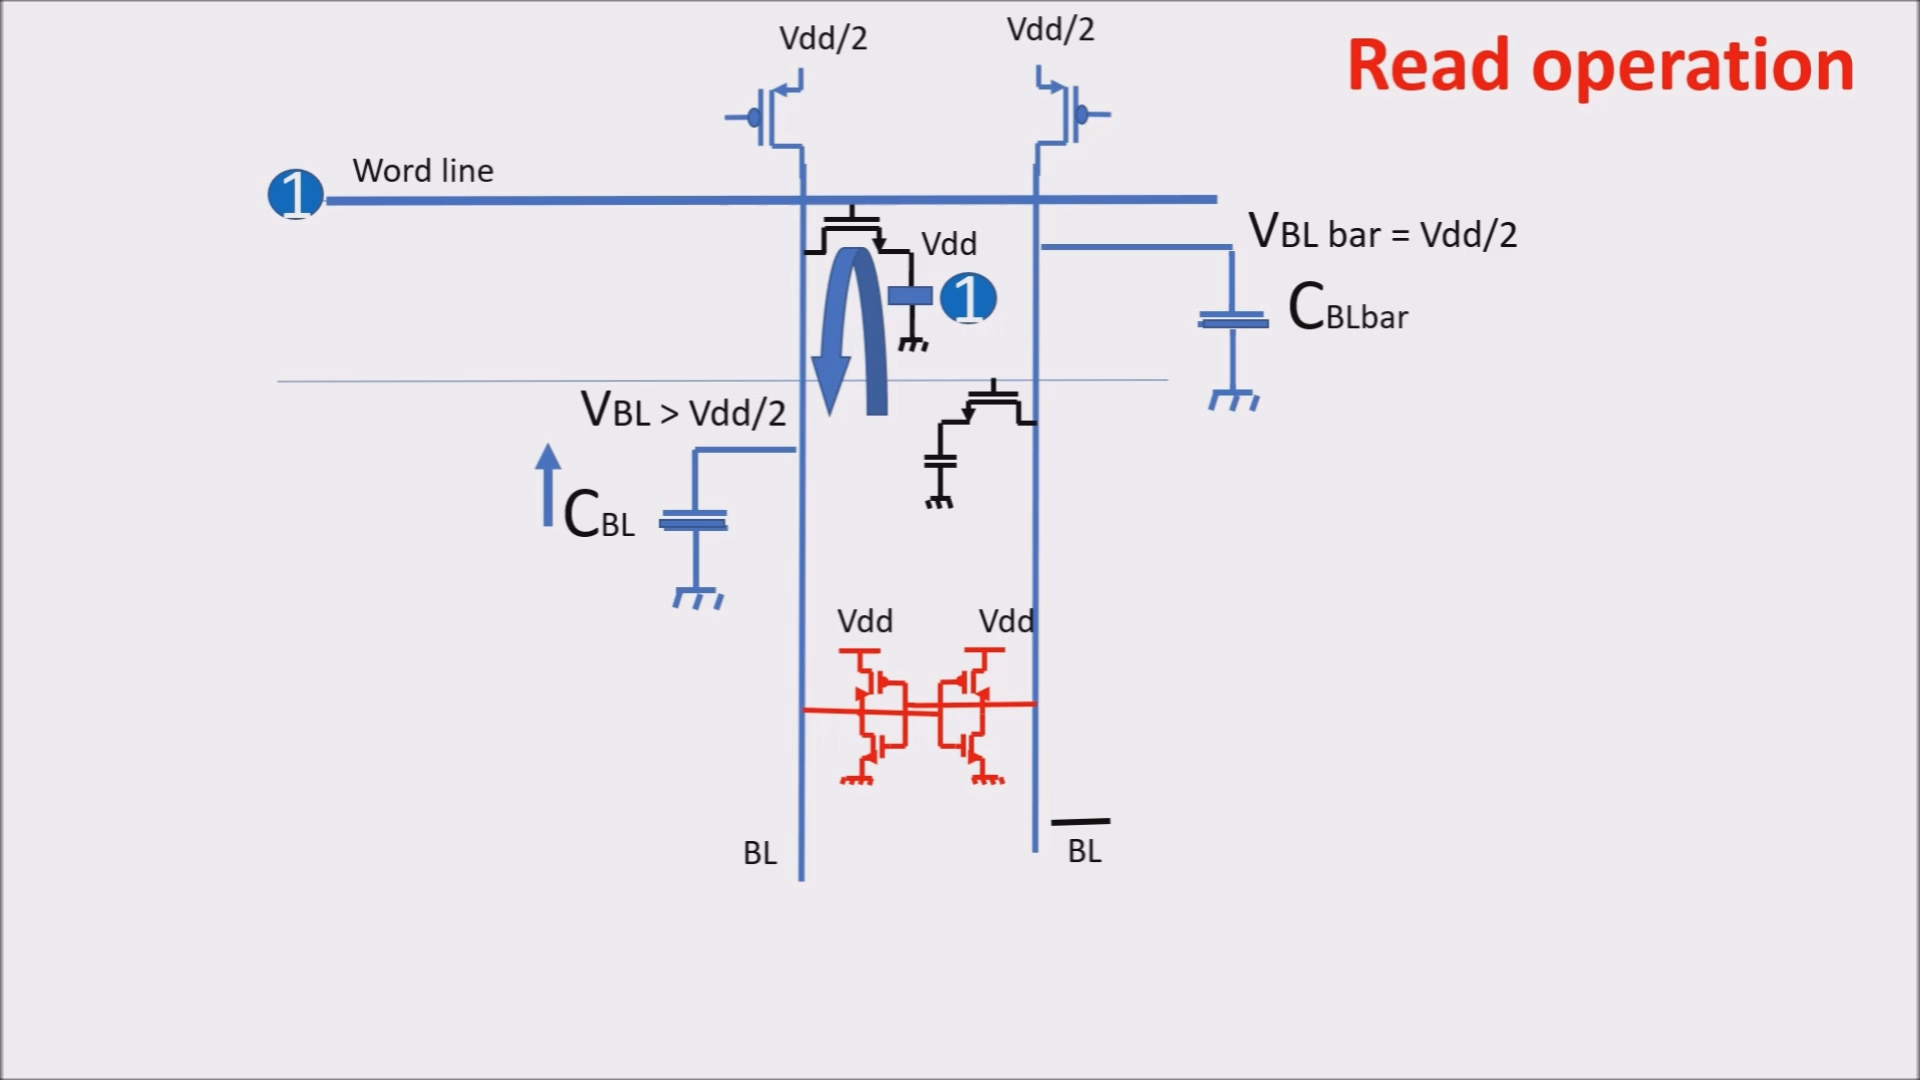 Vdd/2
Vdd/2
Read operation
1
Word line
Vdd
1
VBL bar = Vdd/2
CBLbar
VBL > Vdd/2
CBL
Vdd
Vdd
BL
BL